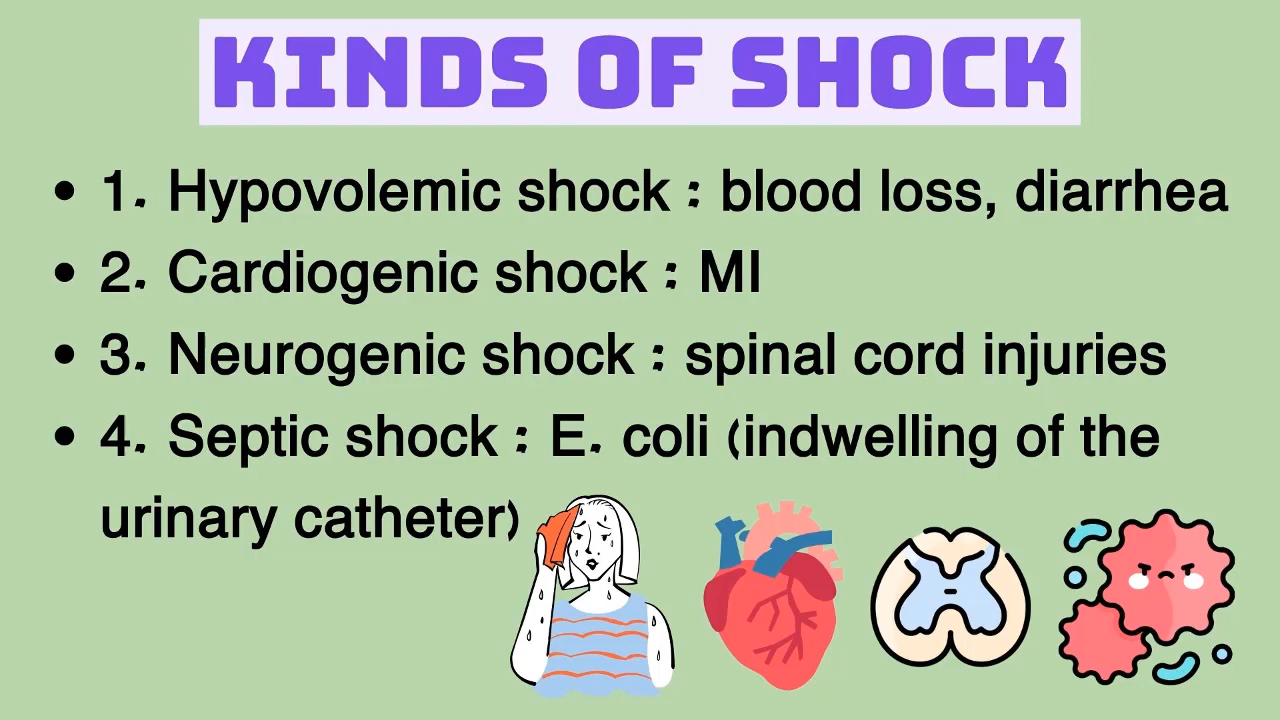 KINDS OF SHOCK
• 1. Hypovolemic shock : blood loss, diarrhea
• 2. Cardiogenic shock : MI
• 3. Neurogenic shock : spinal cord injuries
• 4. Septic shock : E. coli (indwelling of the
urinary catheter)